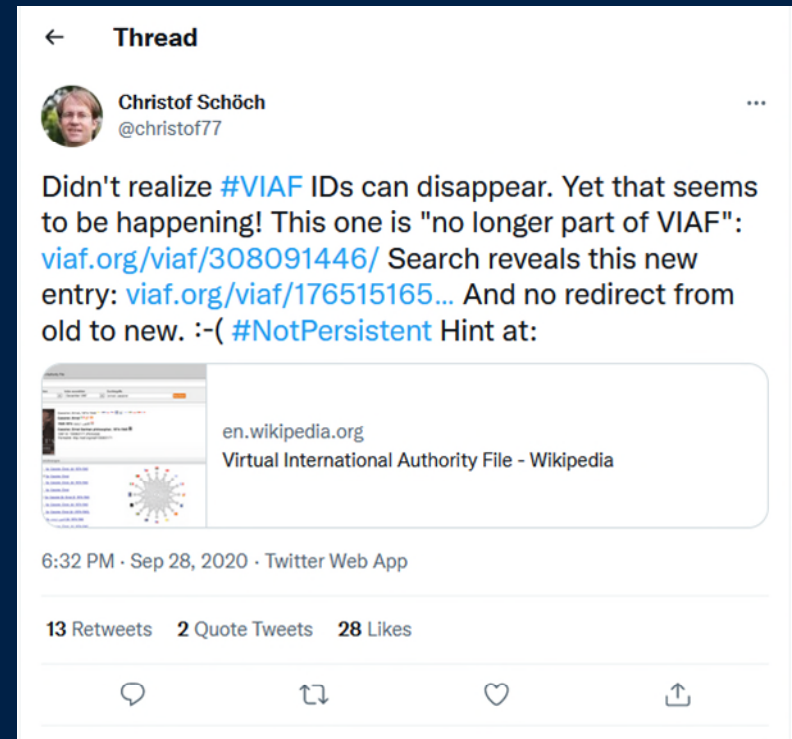 Thread
Christof Schöch
@christof77
Didn't realize #VIAF IDs can disappear. Yet that seems
to be happening! This one is "no longer part of VIAF":
viaf.org/viaf/308091446/ Search reveals this new
entry: viaf.org/viaf/176515165... And no redirect from
old to new. :-( #NotPersistent Hint at:
en.wikipedia.org
Virtual International Authority File - Wikipedia
6:32 PM · Sep 28, 2020 · Twitter Web App
13 Retweets 2 Quote Tweets 28 Likes